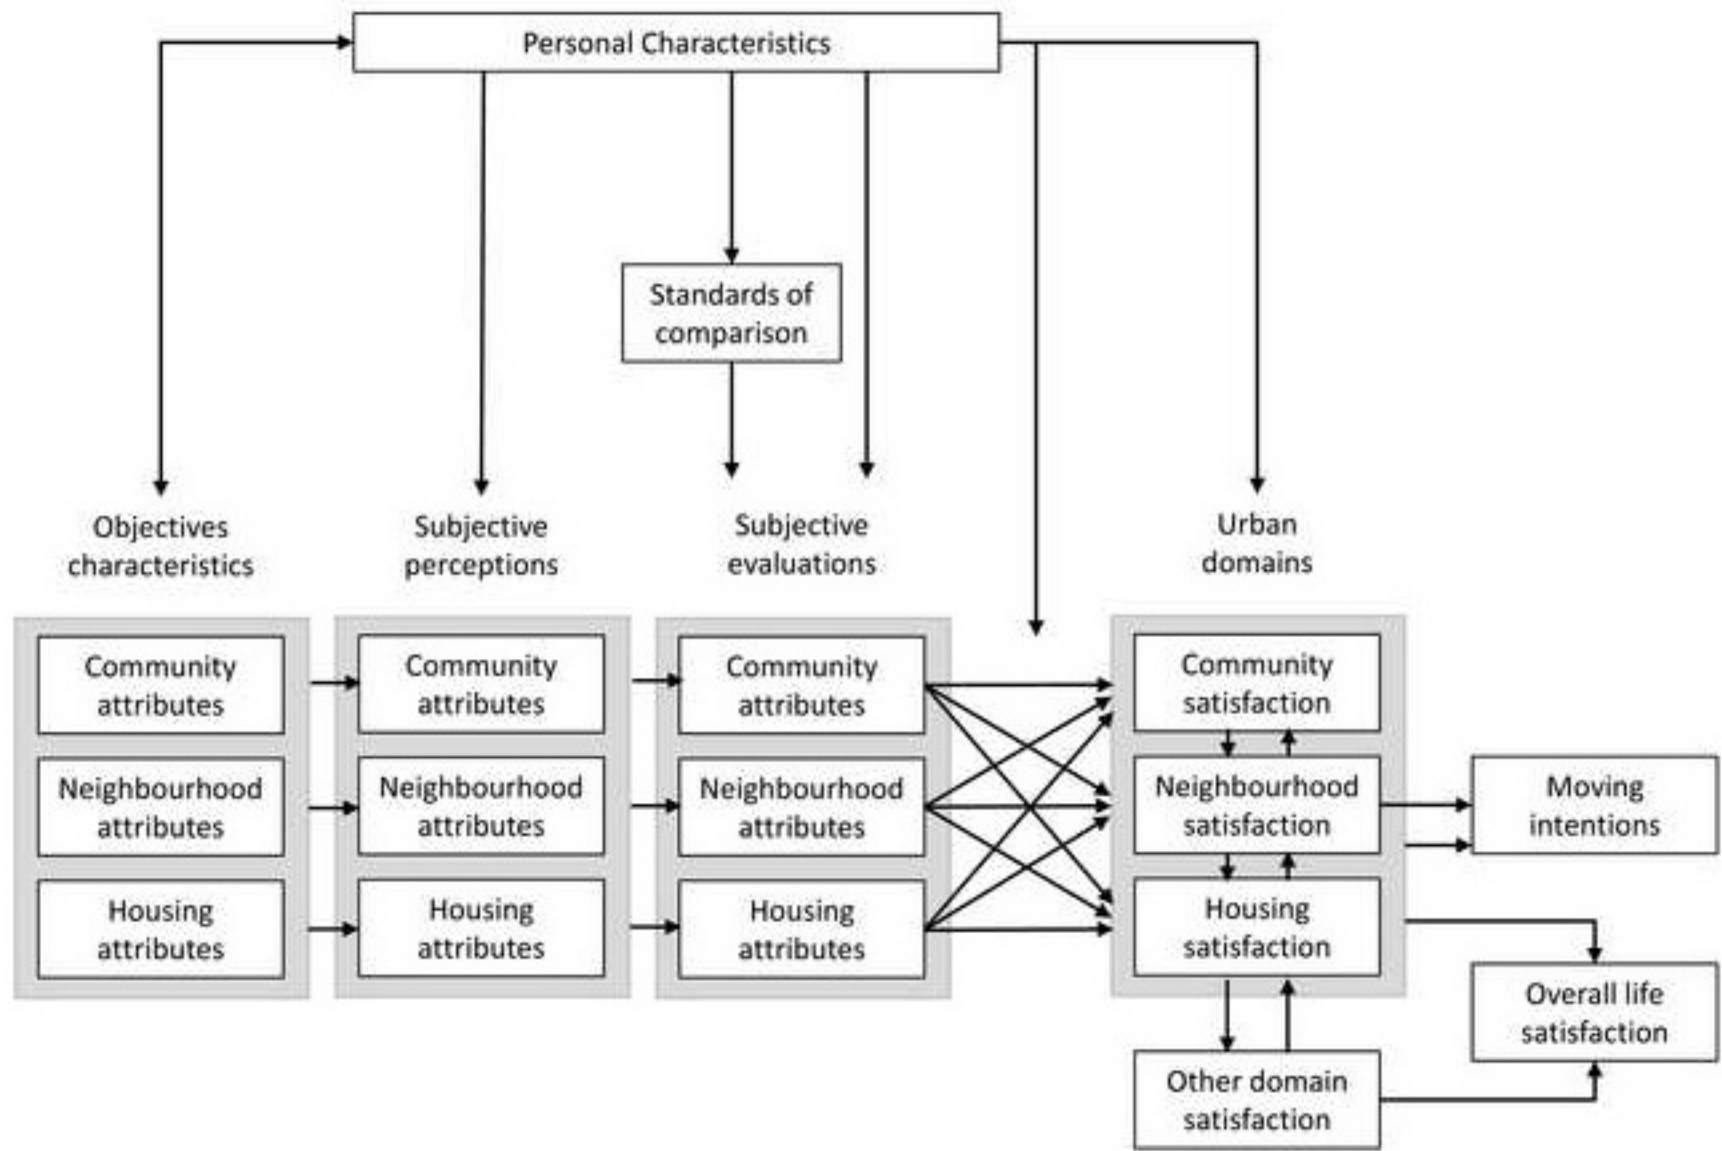 Personal Characteristics
Standards of
comparison
Objectives
characteristics
Subjective
perceptions
Subjective
evaluations
Urban
domains
Community
attributes
Community
attributes
Community
attributes
Community
satisfaction
Neighbourhood
attributes
Neighbourhood
attributes
Neighbourhood
attributes
Neighbourhood
satisfaction
Moving
intentions
Housing
attributes
Housing
attributes
Housing
attributes
Housing
satisfaction
Overall life
satisfaction
Other domain
satisfaction